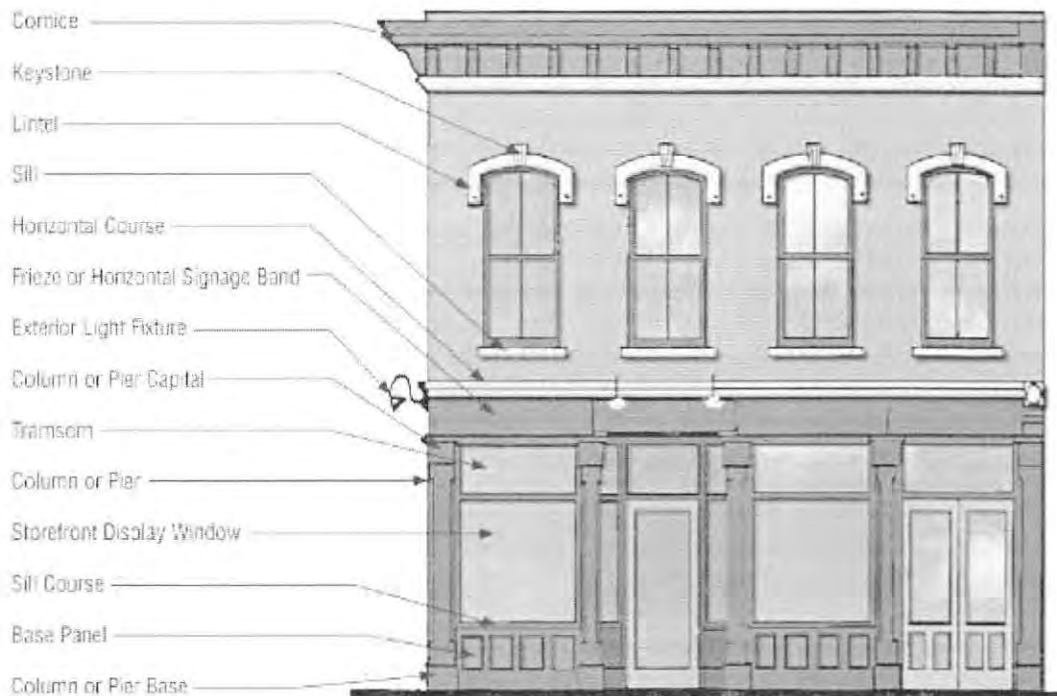 Cornice
Keystone
Lintel
Sill
Horizontal Course
Frieze or Horizontal Signage Band
Exterior Light Fixture
Column or Pier Capital
Tramsom
Column or Pier
Storefront Display Window
Sill Course
Base Panel
Column or Pier Base